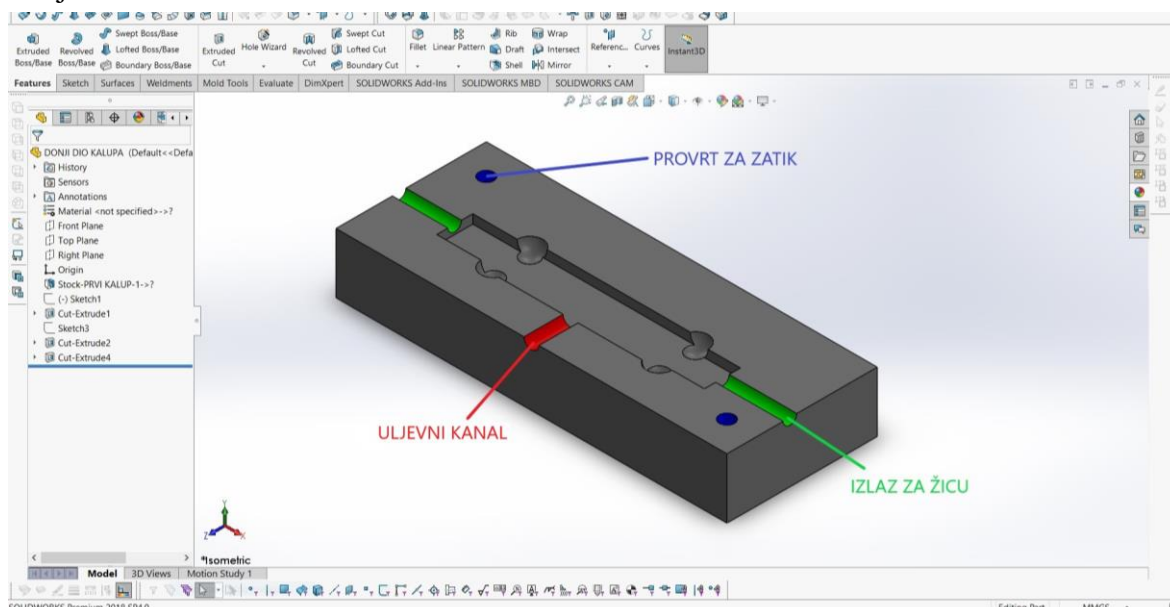 Extruded Boss/Base
Revolved Boss/Base
Swept Boss/Base
Lofted Boss/Base
Boundary Boss/Base
Extruded Cut
Hole Wizard
Revolved Cut
Swept Cut
Lofted Cut
Boundary Cut
Fillet
Linear Pattern
Rib
Draft
Shell
Wrap
Intersect
Mirror
Referenc...
Curves
Instant3D
Features Sketch Surfaces Weldments Mold Tools Evaluate DimXpert SOLIDWORKS Add-Ins SOLIDWORKS MBD SOLIDWORKS CAM
DONJI DIO KALUPA (Default<<Defa
History
Sensors
Annotations
Material <not specified>->?
Front Plane
Top Plane
Right Plane
Origin
Stock-PRVI KALUP-1->?
(-) Sketch1
Cut-Extrude1
Sketch3
Cut-Extrude2
Cut-Extrude4
PROVRT ZA ZATIK
ULJEVNI KANAL
IZLAZ ZA ŽICU
Y
Z
X
*Isometric
Model 3D Views Motion Study 1